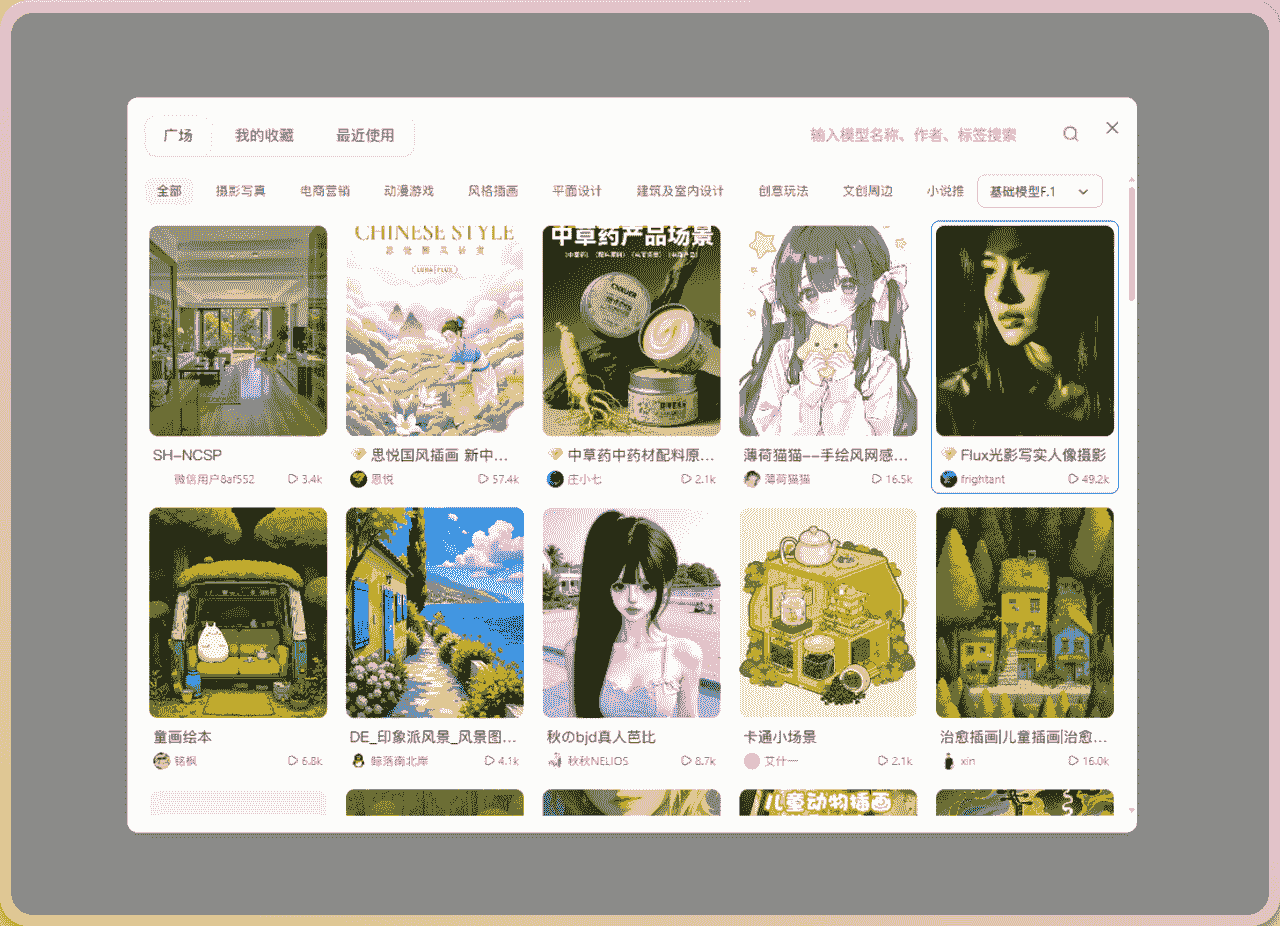 广场 我的收藏 最近使用 输入模型名称、作者、标签搜索
全部 摄影写真 电商营销 动漫游戏 风格插画 平面设计 建筑及室内设计 创意玩法 文创周边 小说推 基础模型F.1
CHINESE STYLE
中草药产品场景
SH-NCSP
微信用户8af552 3.4k
思悦国风插画 新中...
思悦 57.4k
中草药中药材配料原...
庄小七 2.1k
薄荷猫猫--手绘风网感...
薄荷猫猫 16.5k
Flux光影写实人像摄影
frightant 49.2k
童画绘本
铭枫 6.8k
DE_印象派风景_风景图...
鲸落南北岸 4.1k
秋のbjd真人芭比
秋秋NELIOS 8.7k
卡通小场景
艾什一 2.1k
治愈插画|儿童插画|治愈...
xin 16.0k
儿童动物插画